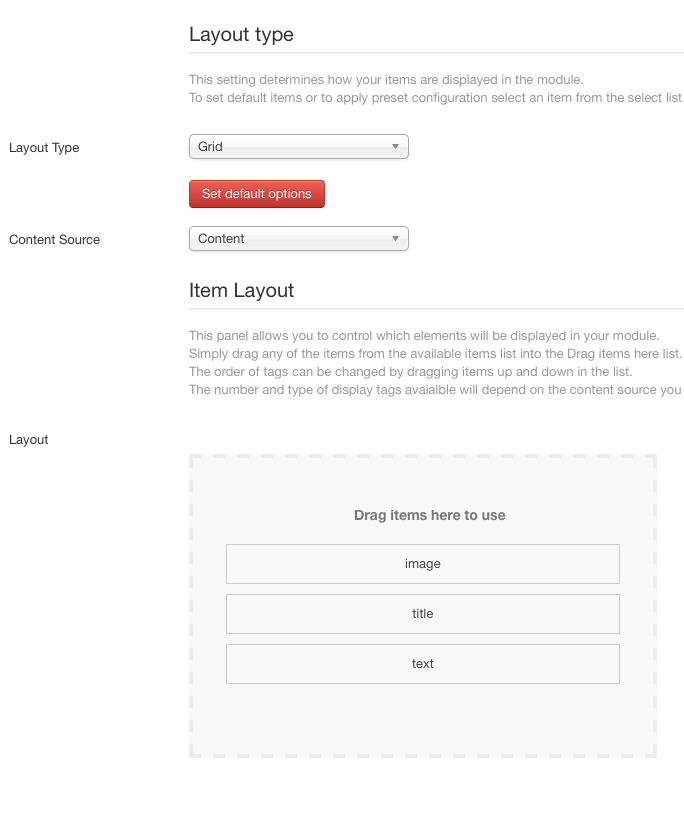 Layout type
This setting determines how your items are displayed in the module.
To set default items or to apply preset configuration select an item from the select list
Layout Type
Grid
Set default options
Content Source
Content
Item Layout
This panel allows you to control which elements will be displayed in your module.
Simply drag any of the items from the available items list into the Drag items here list.
The order of tags can be changed by dragging items up and down in the list.
The number and type of display tags avaialble will depend on the content source you
Layout
Drag items here to use
image
title
text